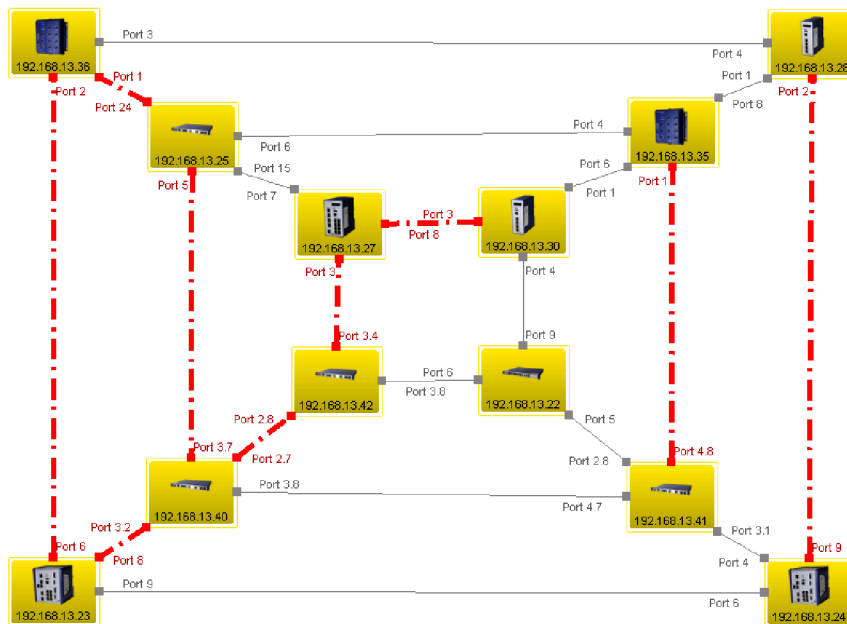 Port 3
Port 4
192.168.13.36
192.168.13.26
Port 2
Port 1
Port 1
Port 2
Port 24
Port 8
Port 4
Port 6
Port 6
192.168.13.25
192.168.13.35
Port 15
Port 5
Port 7
Port 1
Port 1
Port 3
Port 8
192.168.13.27
192.168.13.30
Port 3
Port 4
Port 3.4
Port 9
Port 6
Port 3.8
192.168.13.42
192.168.13.22
Port 2.8
Port 5
Port 3.7
Port 2.7
Port 2.8
Port 4.8
Port 3.8
Port 4.7
192.168.13.40
192.168.13.41
Port 3.2
Port 3.1
Port 6
Port 8
Port 4
Port 9
Port 9
Port 6
192.168.13.23
192.168.13.24